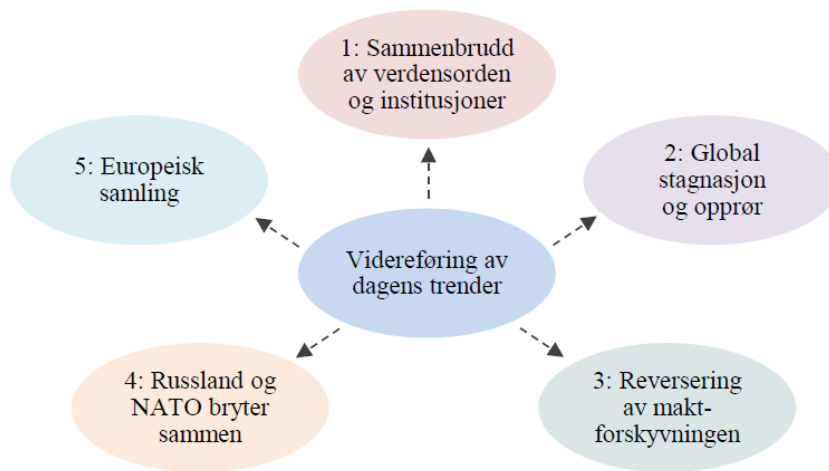 1: Sammenbrudd
av verdensorden
og institusjoner
5: Europeisk
samling
2: Global
stagnasjon
og opprør
Videreføring av
dagens trender
4: Russland og
NATO bryter
sammen
3: Reversering
av makt-
forskyvningen